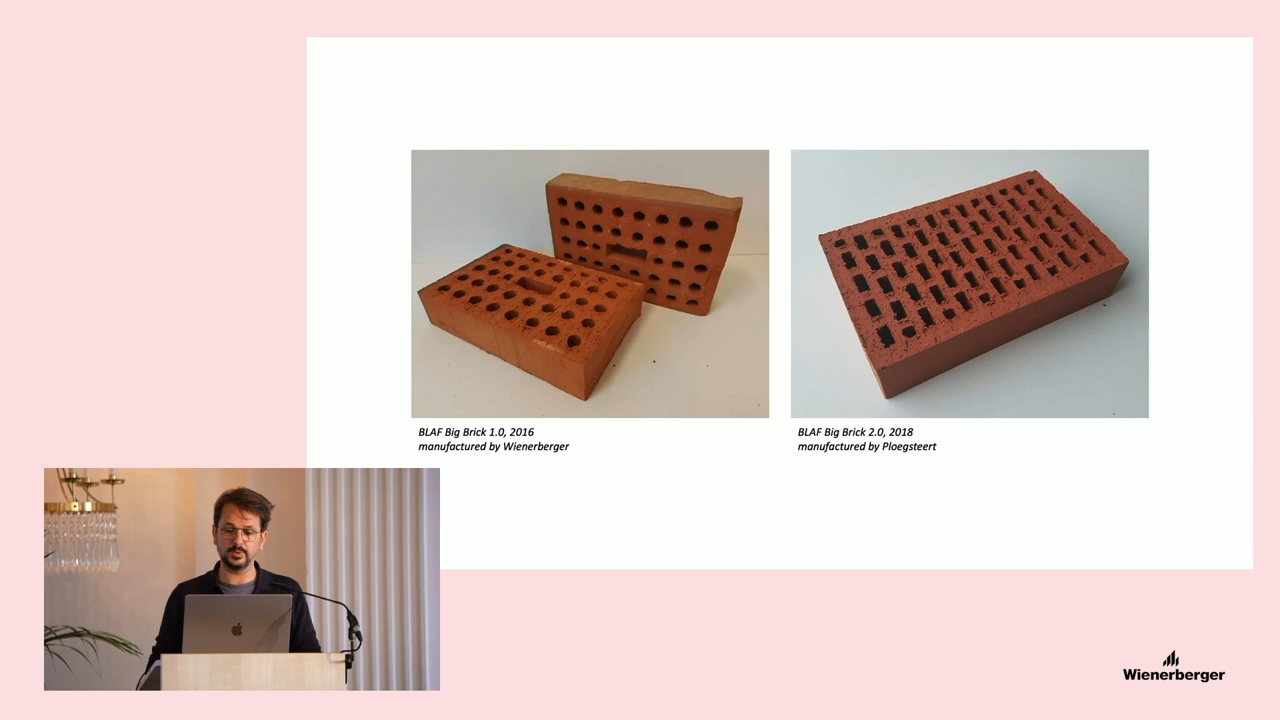 BLAF Big Brick 1.0, 2016
manufactured by Wienerberger
BLAF Big Brick 2.0, 2018
manufactured by Ploegsteert
Wienerberger